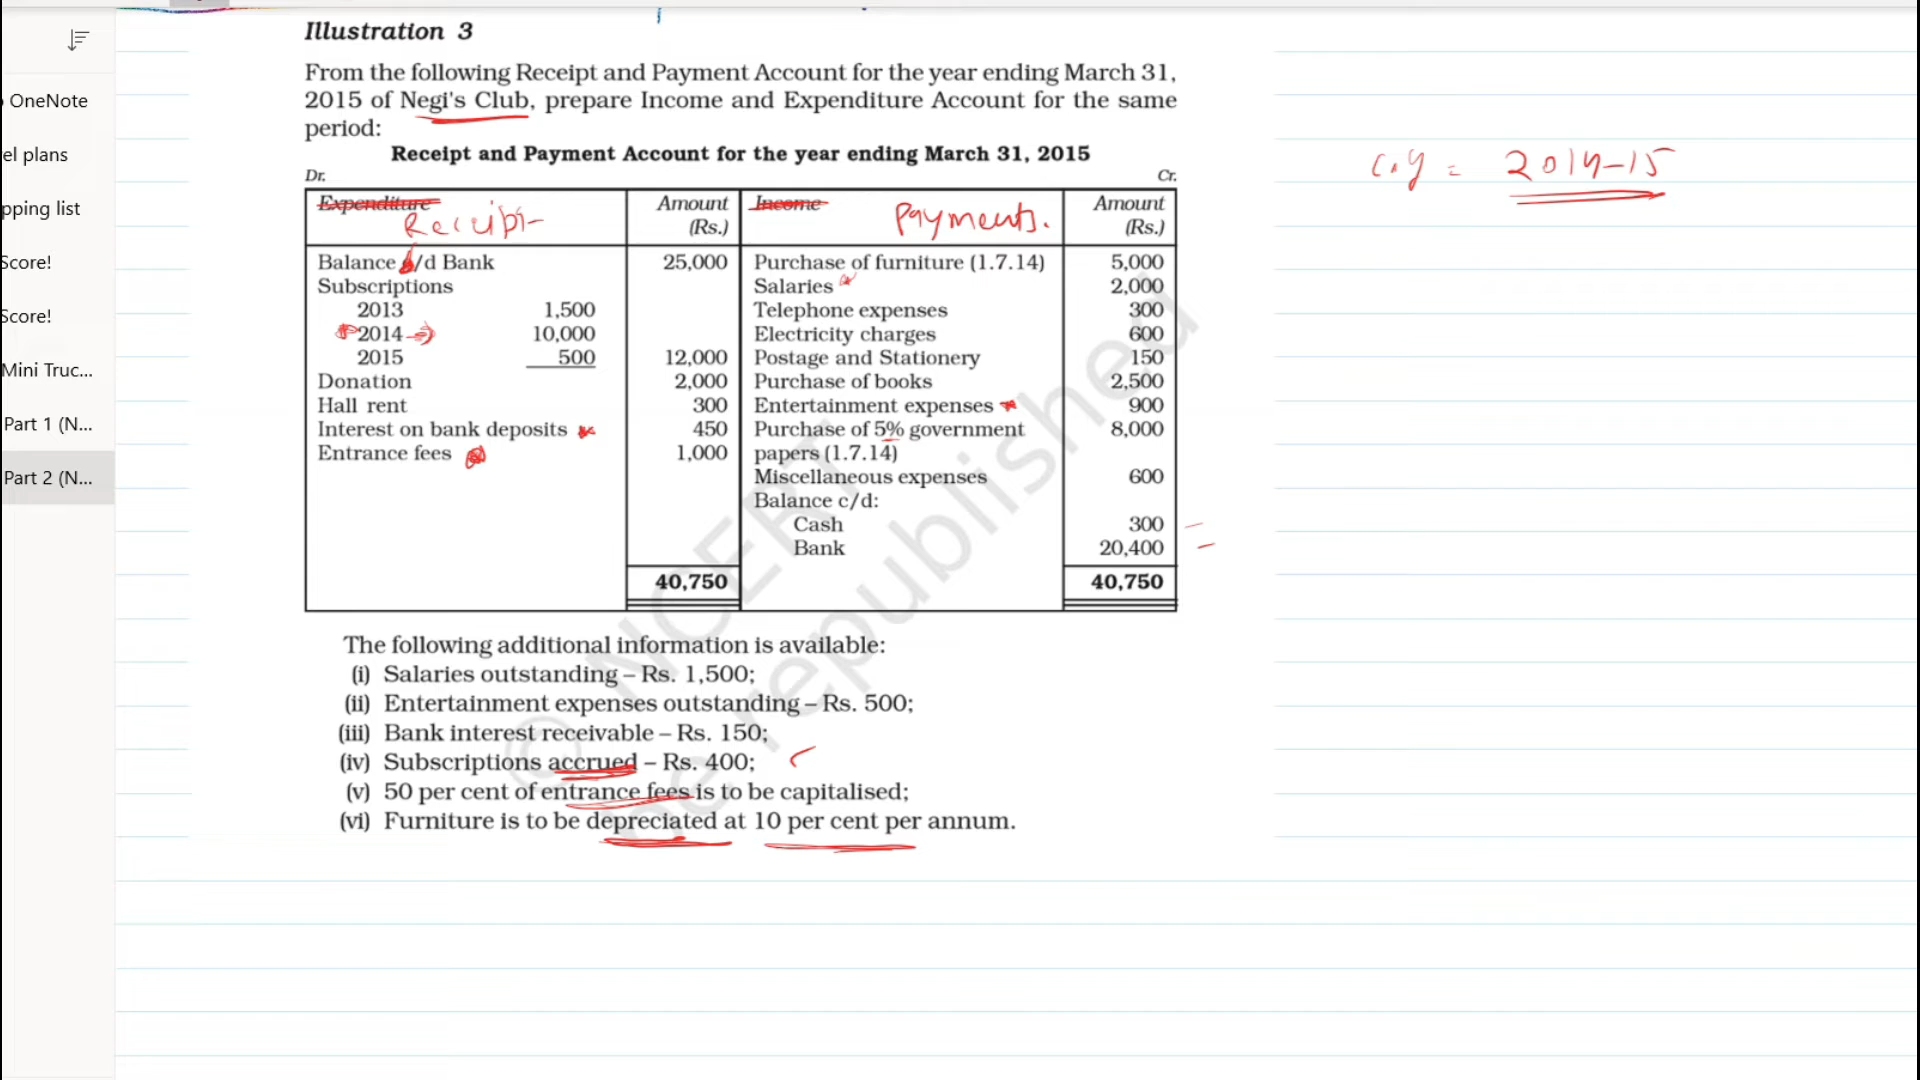 Illustration 3
OneNote
From the following Receipt and Payment Account for the year ending March 31,
2015 of Negi's Club, prepare Income and Expenditure Account for the same
period:
el plans
Receipt and Payment Account for the year ending March 31, 2015
c.y = 2014-15
Dr. Cr.
pping list
Expenditure Amount Income Amount
Receipt (Rs.) Payments. (Rs.)
Balance b/d Bank 25,000 Purchase of furniture (1.7.14) 5,000
Score!
Subscriptions Salaries 2,000
2013 1,500 Telephone expenses 300
Score!
2014 10,000 Electricity charges 600
2015 500 12,000 Postage and Stationery 150
Mini Truc...
Donation 2,000 Purchase of books 2,500
Hall rent 300 Entertainment expenses 900
Part 1 (N...
Interest on bank deposits 450 Purchase of 5% government 8,000
Entrance fees 1,000 papers (1.7.14)
Part 2 (N...
Miscellaneous expenses 600
Balance c/d:
Cash 300
Bank 20,400
40,750 40,750
© NCERT
be republished
The following additional information is available:
(i) Salaries outstanding – Rs. 1,500;
(ii) Entertainment expenses outstanding – Rs. 500;
(iii) Bank interest receivable – Rs. 150;
(iv) Subscriptions accrued – Rs. 400;
(v) 50 per cent of entrance fees is to be capitalised;
(vi) Furniture is to be depreciated at 10 per cent per annum.